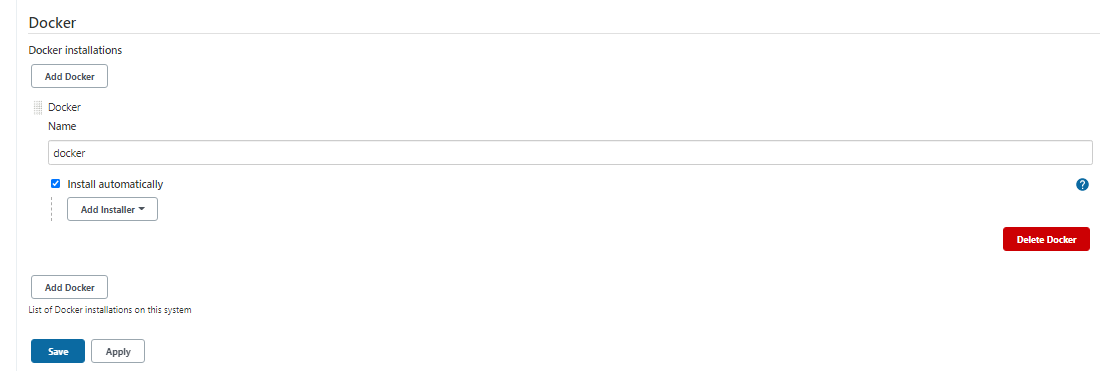 Docker
Docker installations
Add Docker
Docker
Name
docker
Install automatically
?
Add Installer
Delete Docker
Add Docker
List of Docker installations on this system
Save Apply